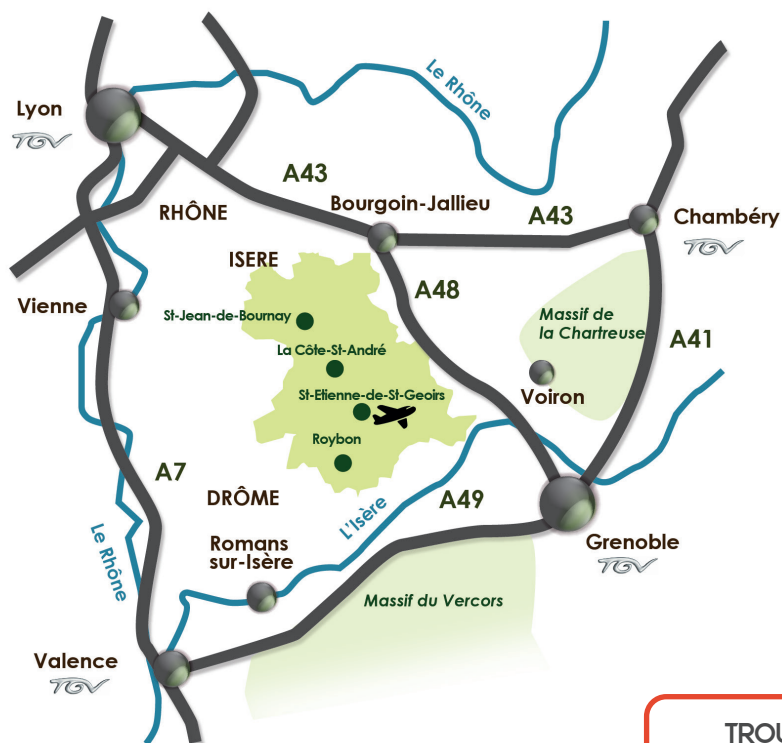 Le Rhône
Lyon
TGV
A43
RHÔNE
Bourgoin-Jallieu
A43
Chambéry
TGV
ISERE
A48
Vienne
St-Jean-de-Bournay
Massif de
la Chartreuse
A41
La Côte-St-André
St-Etienne-de-St-Geoirs
Voiron
Roybon
A7
DRÔME
A49
L'Isère
Le Rhône
Romans
sur-Isère
Grenoble
TGV
Massif du Vercors
Valence
TGV
TROU